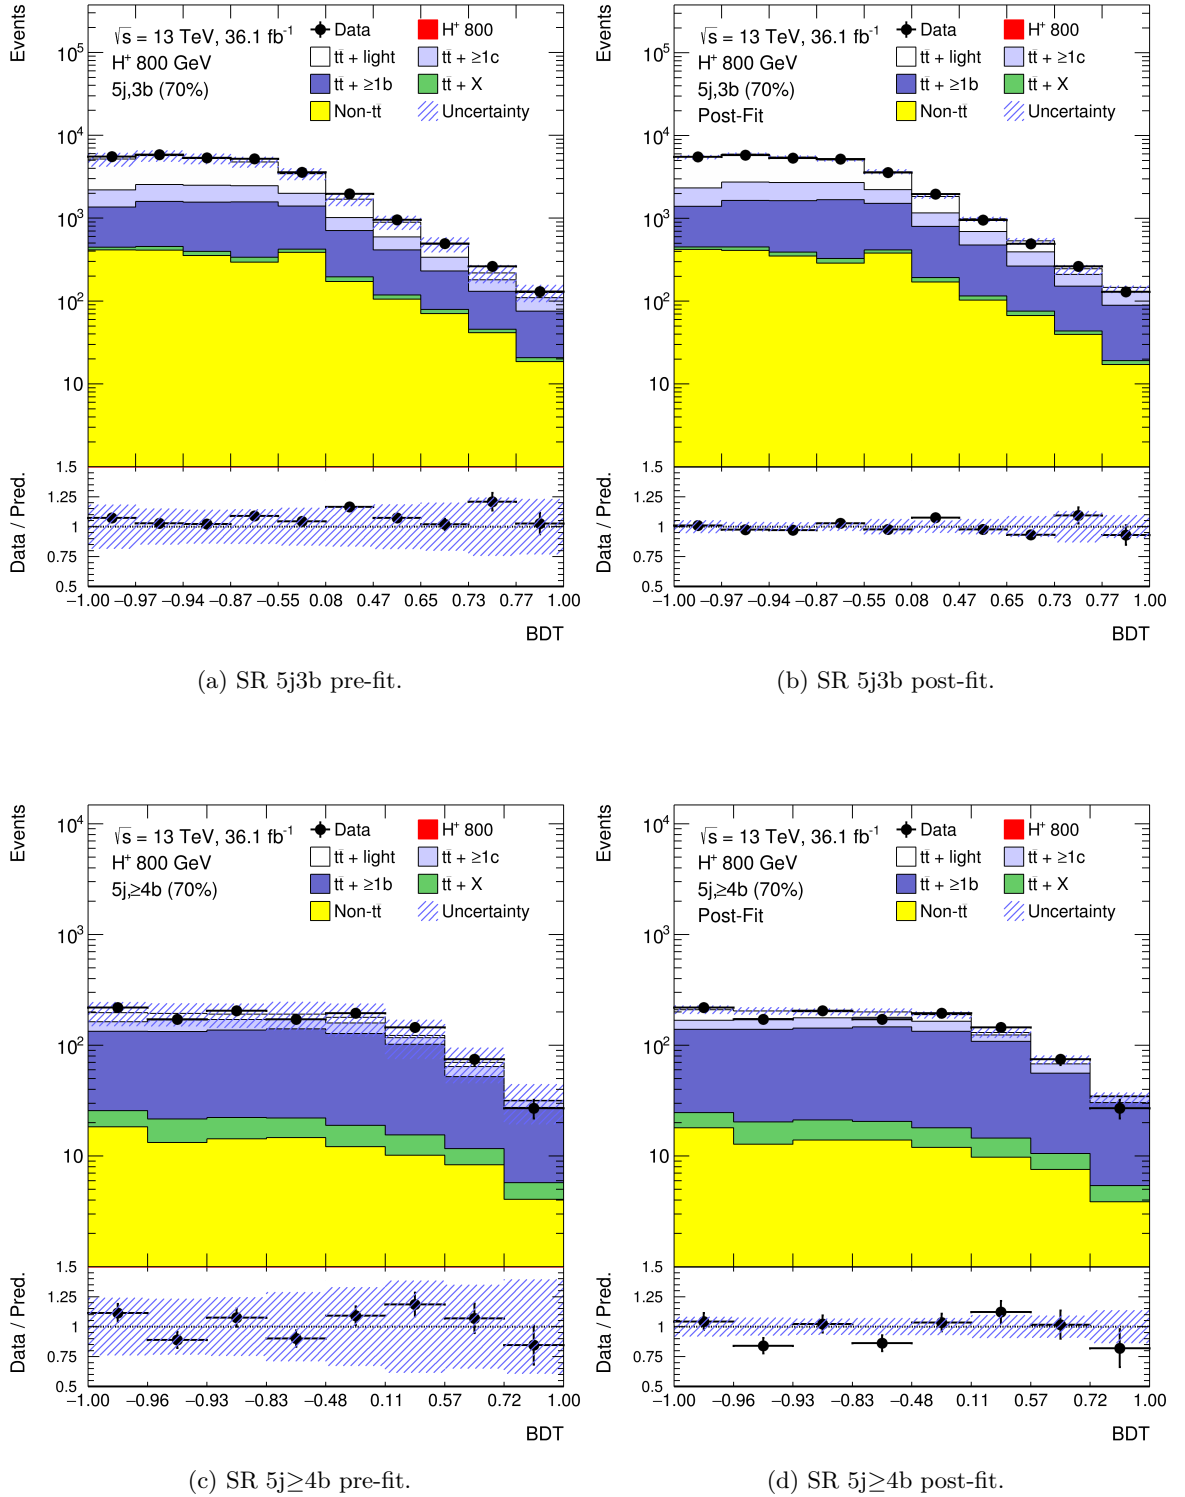 Events
10⁵
10⁴
10³
10²
10
√s = 13 TeV, 36.1 fb⁻¹
H⁺ 800 GeV
5j,3b (70%)
Data
H⁺ 800
tt̄ + light
tt̄ + ≥1c
tt̄ + ≥1b
tt̄ + X
Non-tt̄
Uncertainty
Data / Pred.
1.5
1.25
1
0.75
0.5
−1.00 −0.97 −0.94 −0.87 −0.55 0.08 0.47 0.65 0.73 0.77 1.00
BDT
(a) SR 5j3b pre-fit.
Events
10⁵
10⁴
10³
10²
10
√s = 13 TeV, 36.1 fb⁻¹
H⁺ 800 GeV
5j,3b (70%)
Post-Fit
Data
H⁺ 800
tt̄ + light
tt̄ + ≥1c
tt̄ + ≥1b
tt̄ + X
Non-tt̄
Uncertainty
Data / Pred.
1.5
1.25
1
0.75
0.5
−1.00 −0.97 −0.94 −0.87 −0.55 0.08 0.47 0.65 0.73 0.77 1.00
BDT
(b) SR 5j3b post-fit.
Events
10⁴
10³
10²
10
√s = 13 TeV, 36.1 fb⁻¹
H⁺ 800 GeV
5j,≥4b (70%)
Data
H⁺ 800
tt̄ + light
tt̄ + ≥1c
tt̄ + ≥1b
tt̄ + X
Non-tt̄
Uncertainty
Data / Pred.
1.5
1.25
1
0.75
0.5
−1.00 −0.96 −0.93 −0.83 −0.48 0.11 0.57 0.72 1.00
BDT
(c) SR 5j≥4b pre-fit.
Events
10⁴
10³
10²
10
√s = 13 TeV, 36.1 fb⁻¹
H⁺ 800 GeV
5j,≥4b (70%)
Post-Fit
Data
H⁺ 800
tt̄ + light
tt̄ + ≥1c
tt̄ + ≥1b
tt̄ + X
Non-tt̄
Uncertainty
Data / Pred.
1.5
1.25
1
0.75
0.5
−1.00 −0.96 −0.93 −0.83 −0.48 0.11 0.57 0.72 1.00
BDT
(d) SR 5j≥4b post-fit.